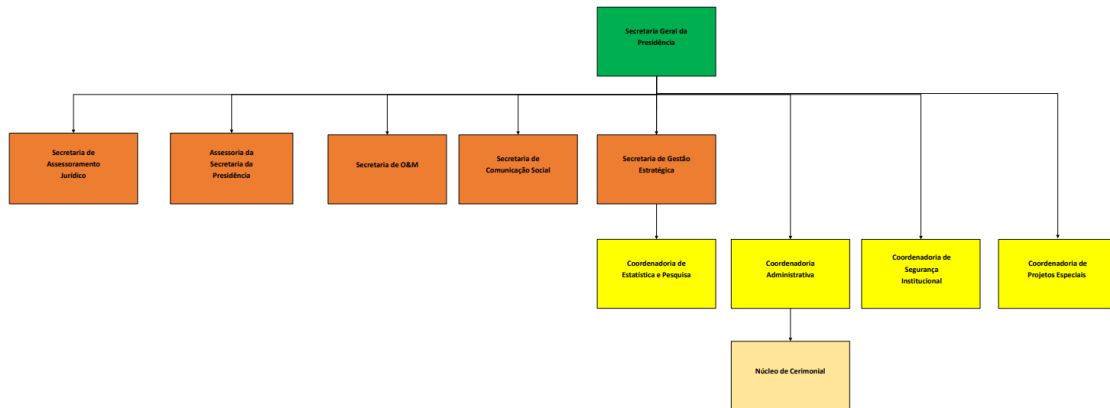 Secretaria Geral da
Presidência
Secretaria de
Assessoramento
Jurídico
Assessoria da
Secretaria da
Presidência
Secretaria de O&M
Secretaria de
Comunicação Social
Secretaria de Gestão
Estratégica
Coordenadoria de
Estatística e Pesquisa
Coordenadoria
Administrativa
Coordenadoria de
Segurança
Institucional
Coordenadoria de
Projetos Especiais
Núcleo de Cerimonial